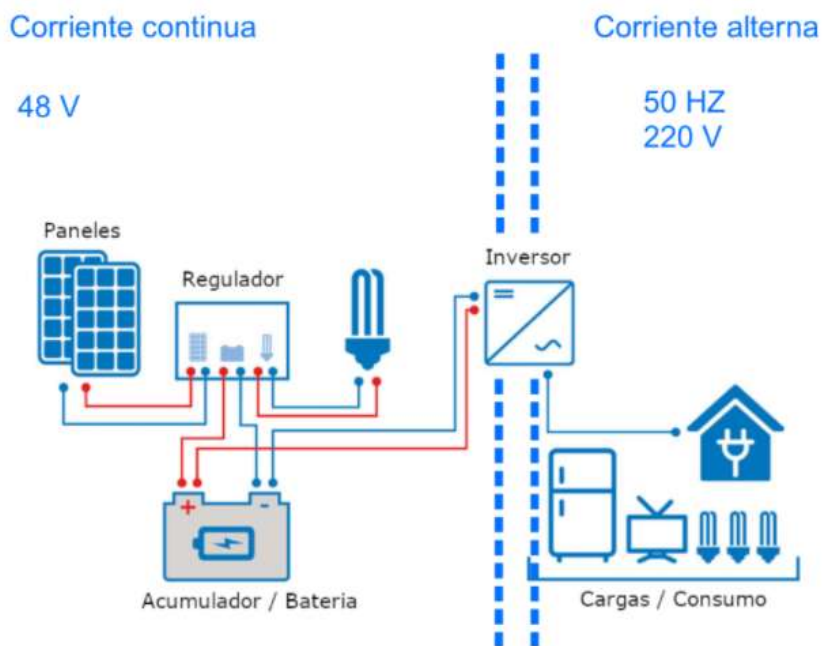 Corriente continua
Corriente alterna
48 V
50 HZ
220 V
Paneles
Regulador
Inversor
+
-
Acumulador / Bateria
Cargas / Consumo